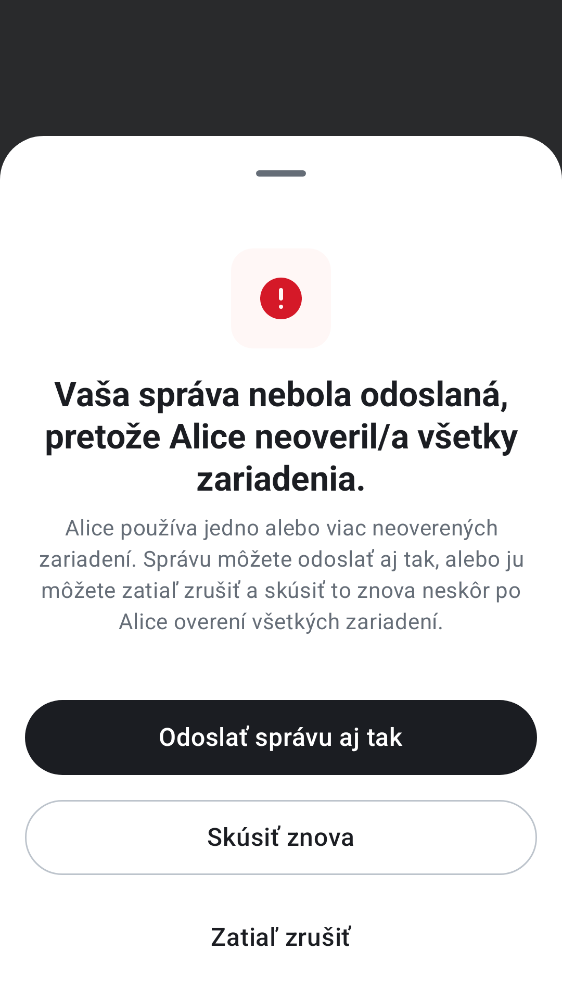 Vaša správa nebola odoslaná,
pretože Alice neoveril/a všetky
zariadenia.
Alice používa jedno alebo viac neoverených
zariadení. Správu môžete odoslať aj tak, alebo ju
môžete zatiaľ zrušiť a skúsiť to znova neskôr po
Alice overení všetkých zariadení.
Odoslať správu aj tak
Skúsiť znova
Zatiaľ zrušiť